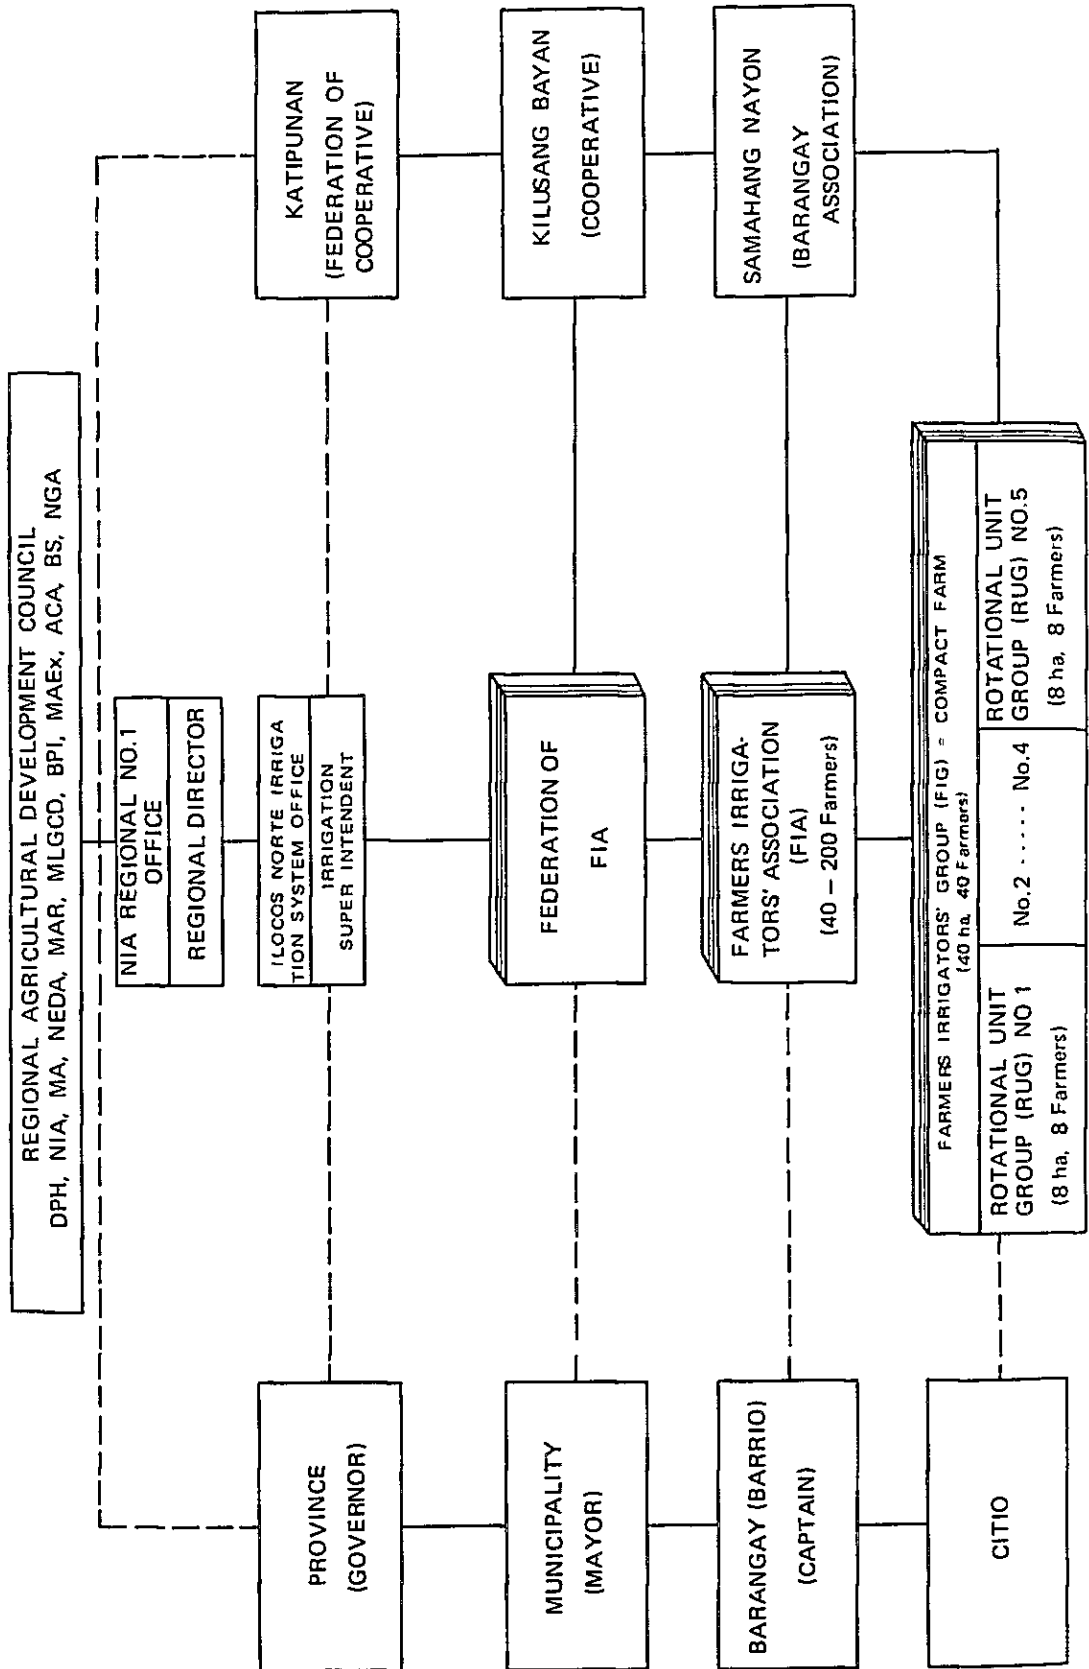 REGIONAL AGRICULTURAL DEVELOPMENT COUNCIL
DPH, NIA, MA, NEDA, MAR, MLGCD, BPI, MAEx, ACA, BS, NGA
NIA REGIONAL NO.1
OFFICE
REGIONAL DIRECTOR
PROVINCE
(GOVERNOR)
ILOCOS NORTE IRRIGA
TION SYSTEM OFFICE
IRRIGATION
SUPER INTENDENT
KATIPUNAN
(FEDERATION OF
COOPERATIVE)
MUNICIPALITY
(MAYOR)
FEDERATION OF
FIA
KILUSANG BAYAN
(COOPERATIVE)
BARANGAY (BARRIO)
(CAPTAIN)
FARMERS IRRIGA-
TORS' ASSOCIATION
(FIA)
(40 – 200 Farmers)
SAMAHANG NAYON
(BARANGAY
ASSOCIATION)
CITIO
FARMERS IRRIGATORS' GROUP (FIG) = COMPACT FARM
(40 ha, 40 Farmers)
ROTATIONAL UNIT
GROUP (RUG) NO 1
(8 ha, 8 Farmers)
No.2 ----- No.4
ROTATIONAL UNIT
GROUP (RUG) NO.5
(8 ha, 8 Farmers)